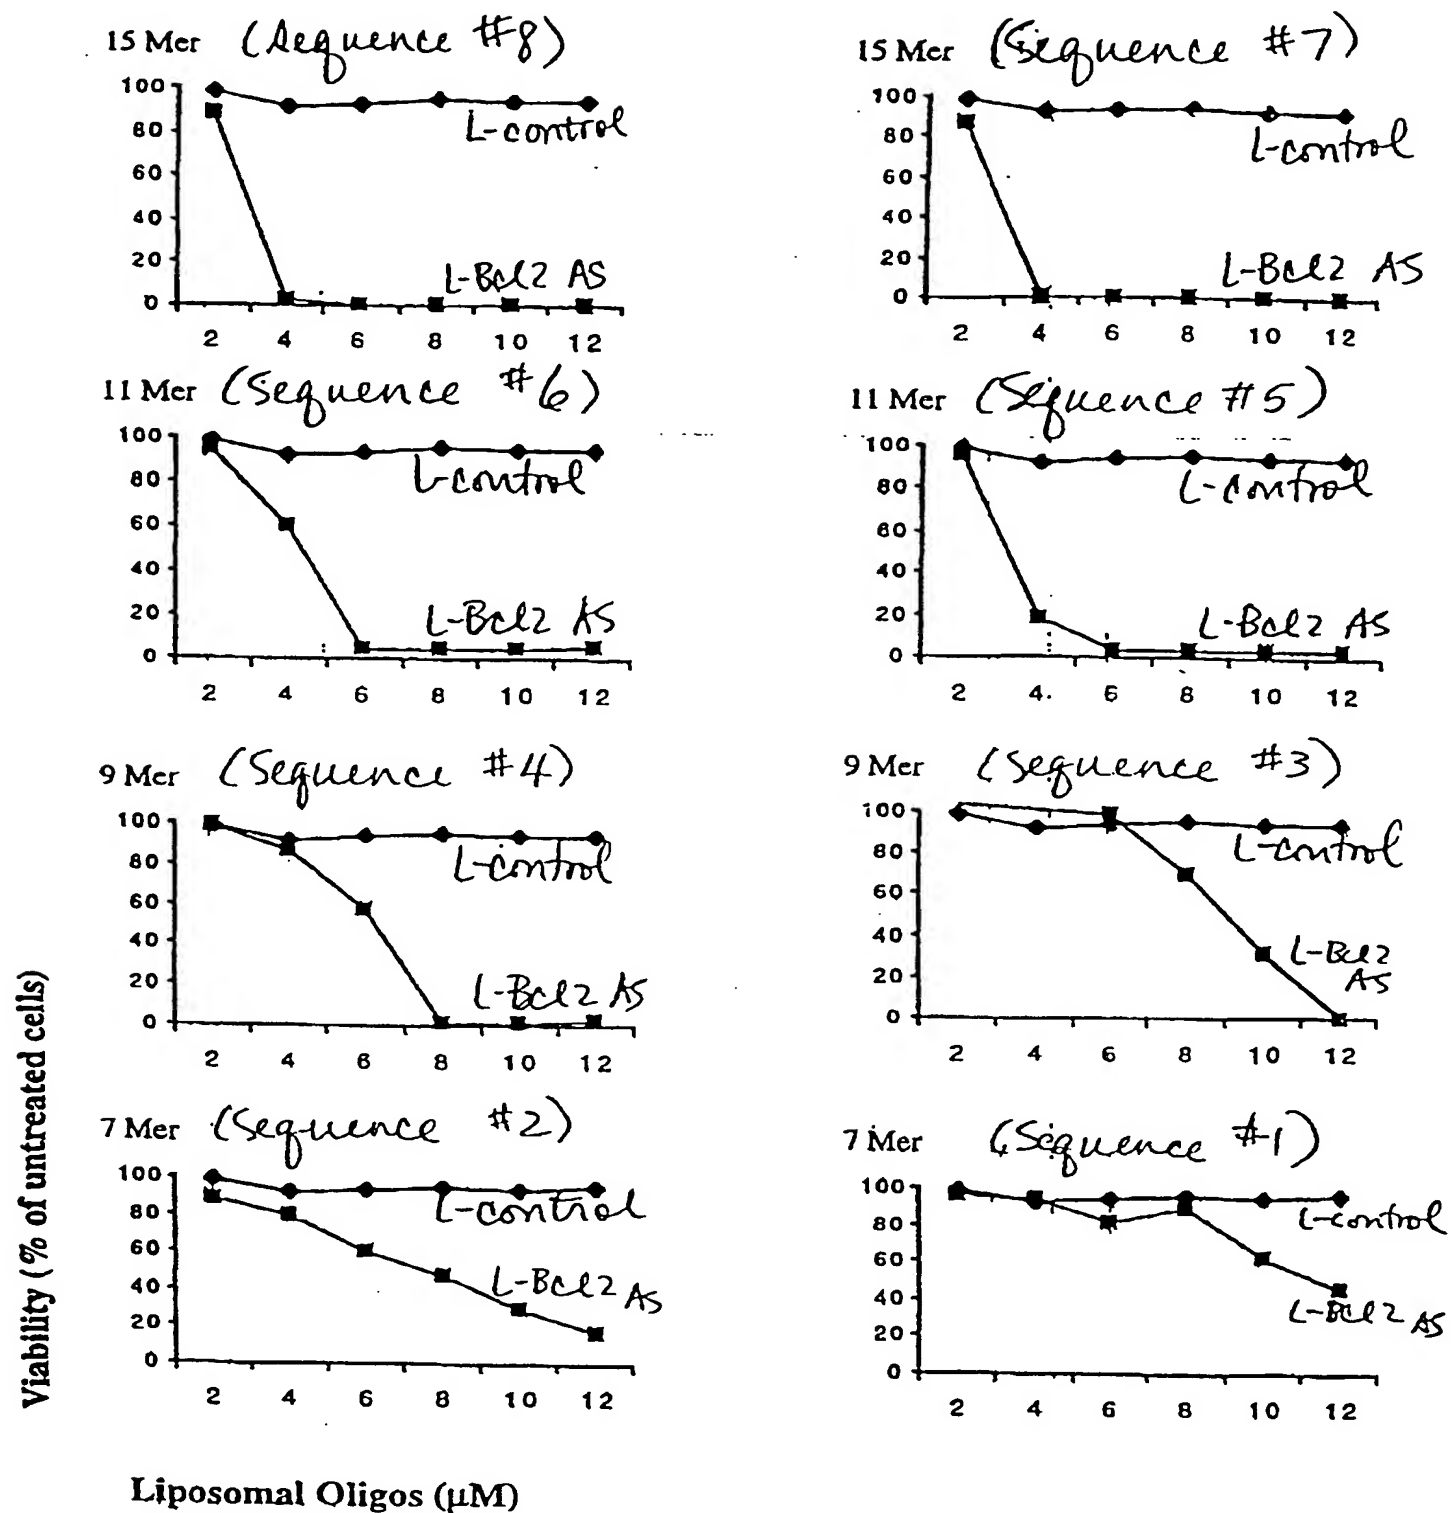 15 Mer (Sequence #8)
100
80
60
40
20
0
L-control
L-Bcl2 AS
2 4 6 8 10 12
15 Mer (Sequence #7)
100
80
60
40
20
0
L-control
L-Bcl2 AS
2 4 6 8 10 12
11 Mer (Sequence #6)
100
80
60
40
20
0
L-control
L-Bcl2 AS
2 4 6 8 10 12
11 Mer (Sequence #5)
100
80
60
40
20
0
L-control
L-Bcl2 AS
2 4 6 8 10 12
9 Mer (Sequence #4)
100
80
60
40
20
0
L-control
L-Bcl2 AS
2 4 6 8 10 12
9 Mer (Sequence #3)
100
80
60
40
20
0
L-control
L-Bcl2
AS
2 4 6 8 10 12
7 Mer (Sequence #2)
100
80
60
40
20
0
L-control
L-Bcl2 AS
2 4 6 8 10 12
7 Mer (Sequence #1)
100
80
60
40
20
0
L-control
L-Bcl2 AS
2 4 6 8 10 12
Viability (% of untreated cells)
Liposomal Oligos (µM)